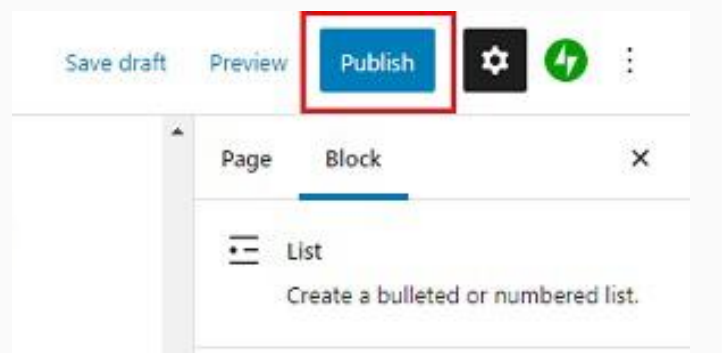 Save draft Preview Publish
Page Block
List
Create a bulleted or numbered list.